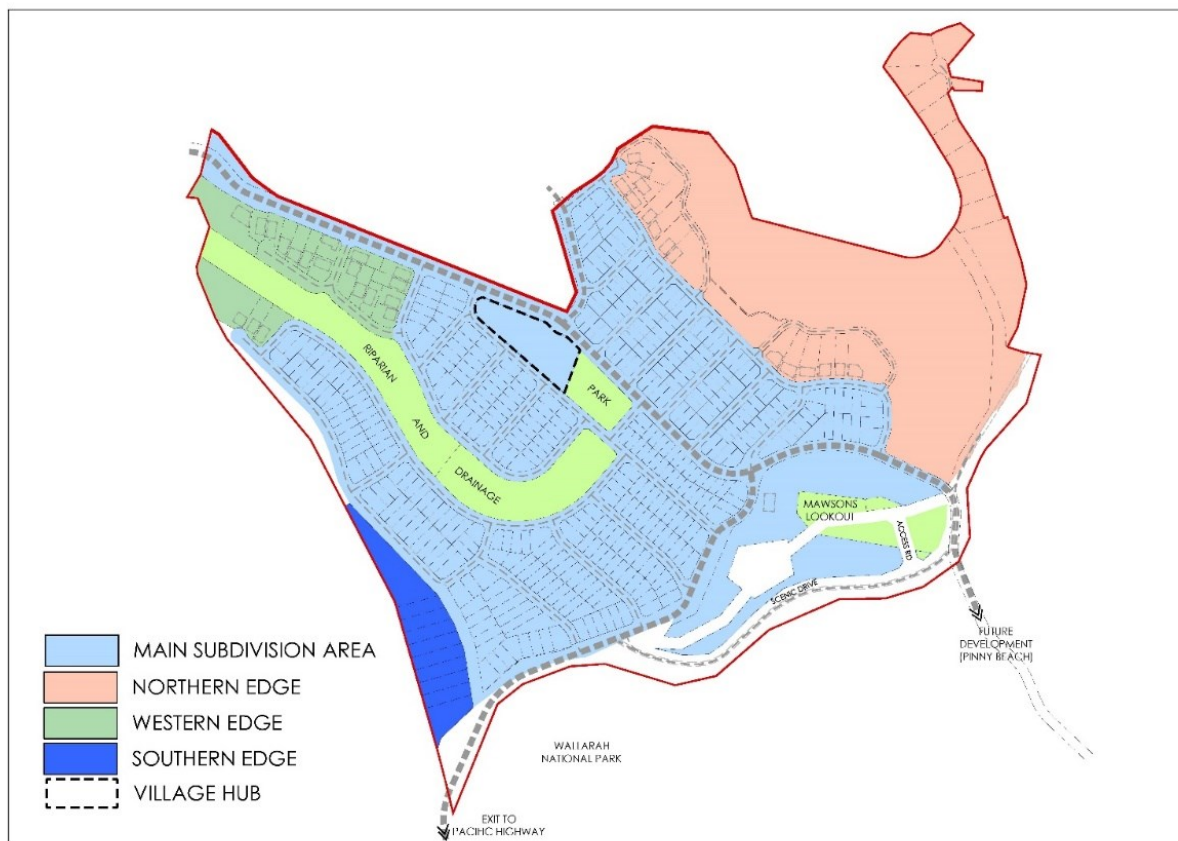 RIPARIAN
AND
DRAINAGE
PARK
MAWSONS
LOOKOUT
ACCESS RD
SCENIC DRIVE
FUTURE
DEVELOPMENT
[PINNY BEACH]
WALLARAH
NATIONAL PARK
EXIT TO
PACIFIC HIGHWAY
MAIN SUBDIVISION AREA
NORTHERN EDGE
WESTERN EDGE
SOUTHERN EDGE
VILLAGE HUB